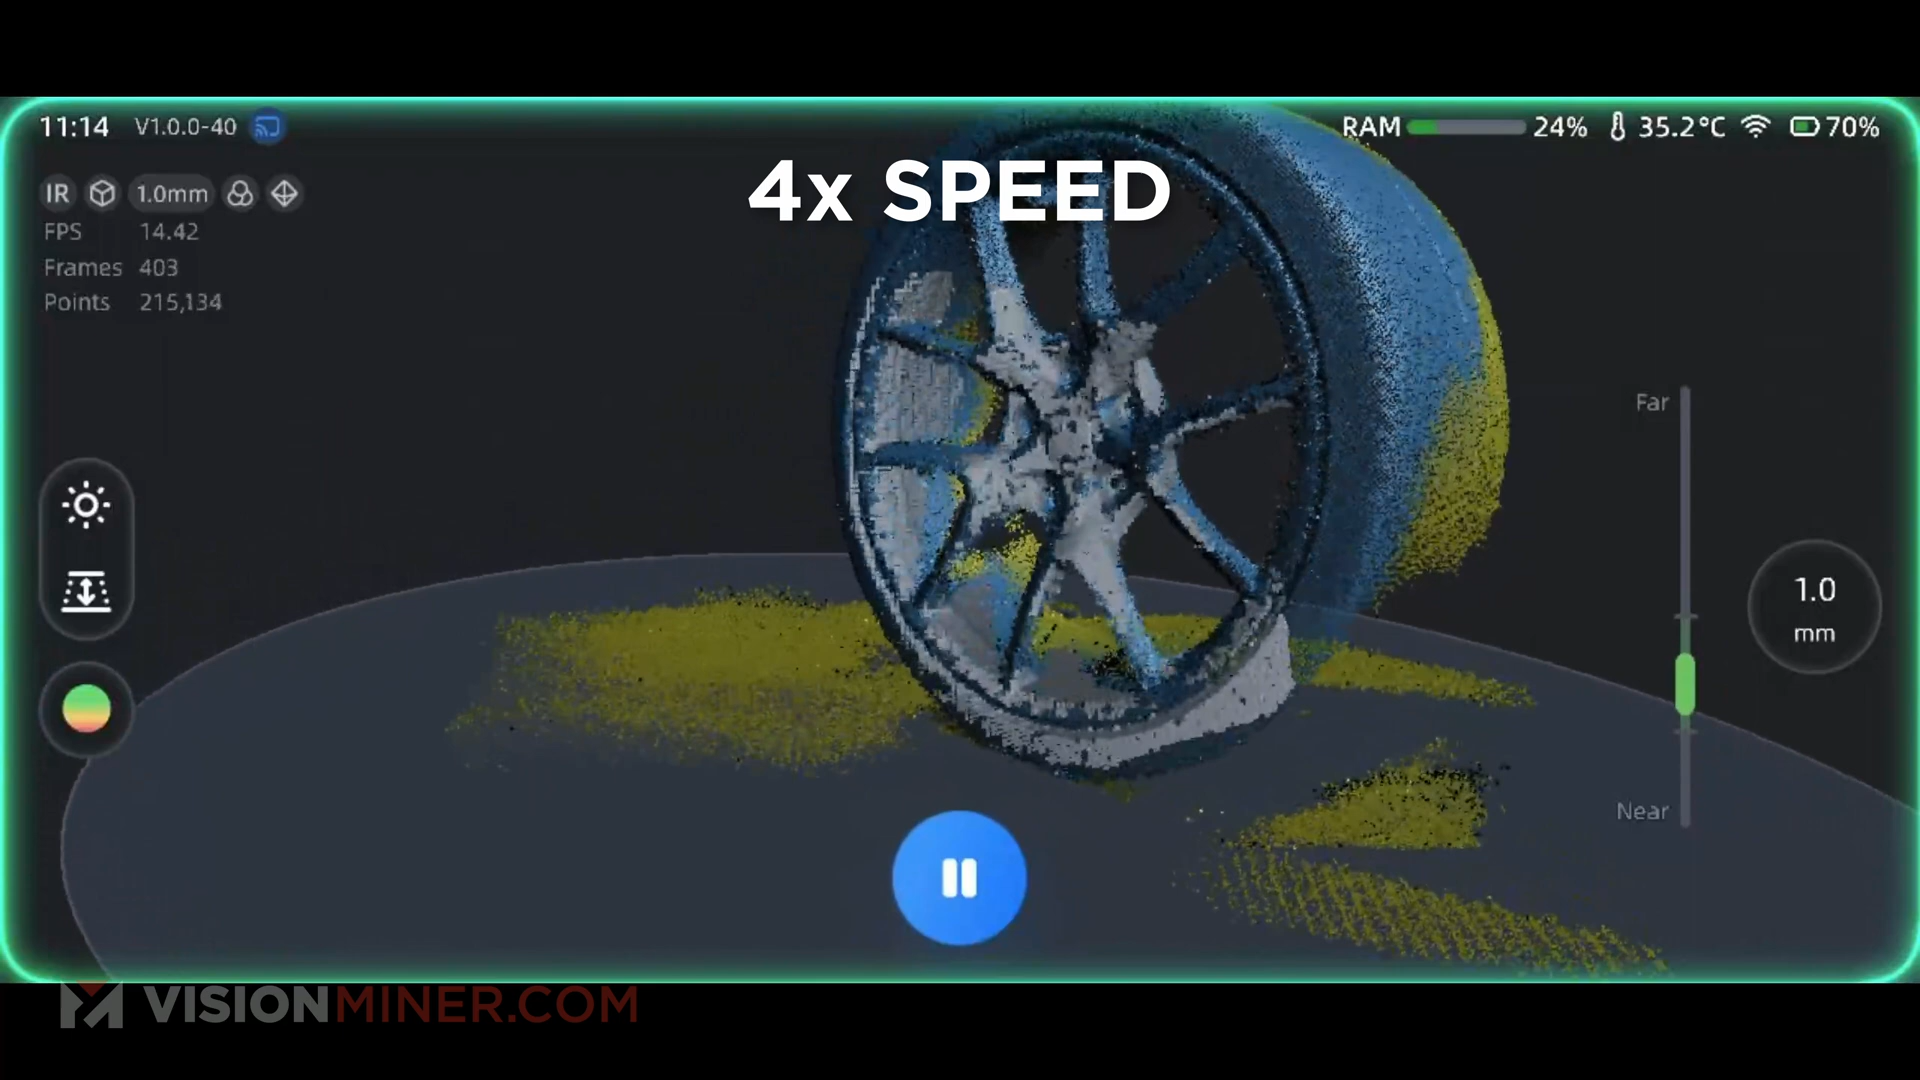 11:14 V1.0.0-40
RAM 24% 35.2°C 70%
4x SPEED
IR 1.0mm
FPS 14.42
Frames 403
Points 215,134
Far
1.0
mm
Near
VISIONMINER.COM